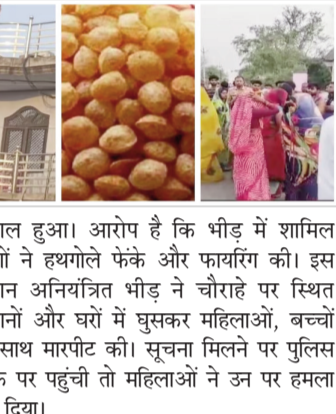 हुआ। आरोप है कि भीड़ में शामिल
ने हथगोले फेंके और फायरिंग की। इस
अनियंत्रित भीड़ ने चौराहे पर स्थित
और घरों में घुसकर महिलाओं, बच्चों
साथ मारपीट की। सूचना मिलने पर पुलिस
पर पहुंची तो महिलाओं ने उन पर हमला
दिया।